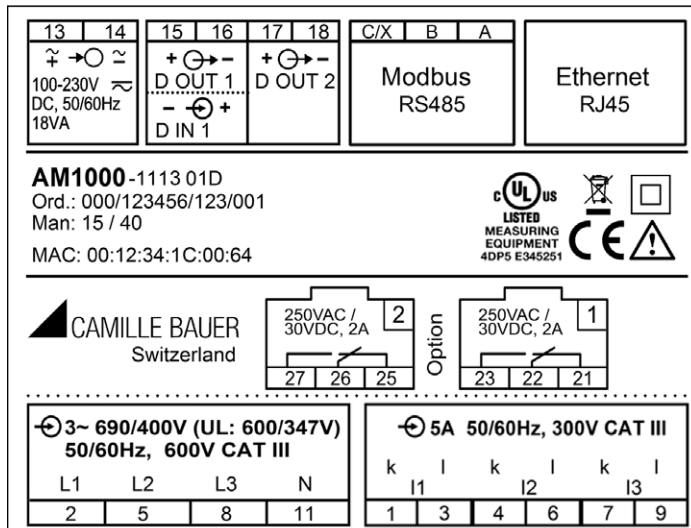 13 14 15 16 17 18 C/X B A
100-230V
DC, 50/60Hz
18VA
+ -
D OUT 1
- +
D IN 1
+ -
D OUT 2
Modbus
RS485
Ethernet
RJ45
AM1000-1113 01D
Ord.: 000/123456/123/001
Man: 15 / 40
MAC: 00:12:34:1C:00:64
C UL US
LISTED
MEASURING
EQUIPMENT
4DP5 E345251
CE
CAMILLE BAUER
Switzerland
250VAC /
30VDC, 2A
2
27 26 25
Option
250VAC /
30VDC, 2A
1
23 22 21
3~ 690/400V (UL: 600/347V)
50/60Hz, 600V CAT III
L1 L2 L3 N
2 5 8 11
5A 50/60Hz, 300V CAT III
k l k l k l
I1 I2 I3
1 3 4 6 7 9